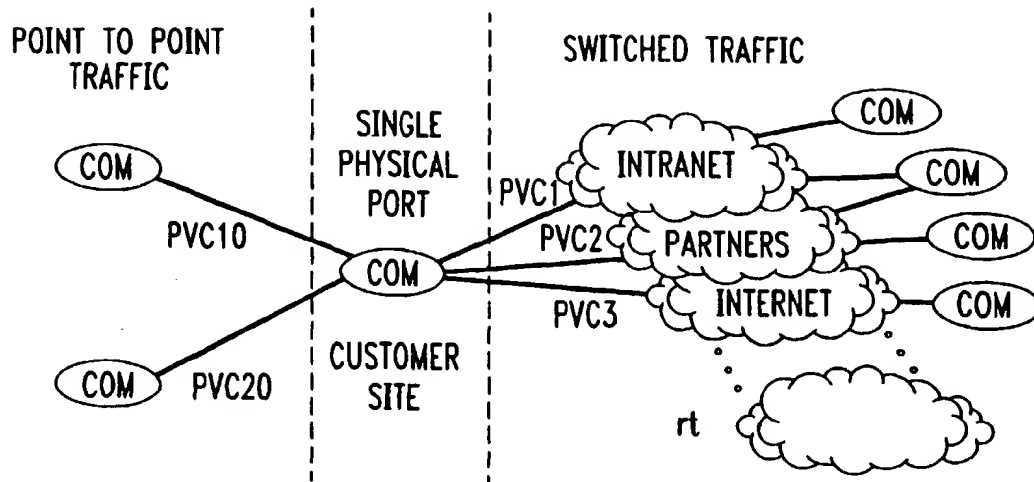 POINT TO POINT
TRAFFIC
SINGLE
PHYSICAL
PORT
SWITCHED TRAFFIC
COM
COM
INTRANET
COM
PVC1
PVC10
PVC2
PARTNERS
COM
COM
PVC3
INTERNET
COM
COM
PVC20
CUSTOMER
SITE
rt